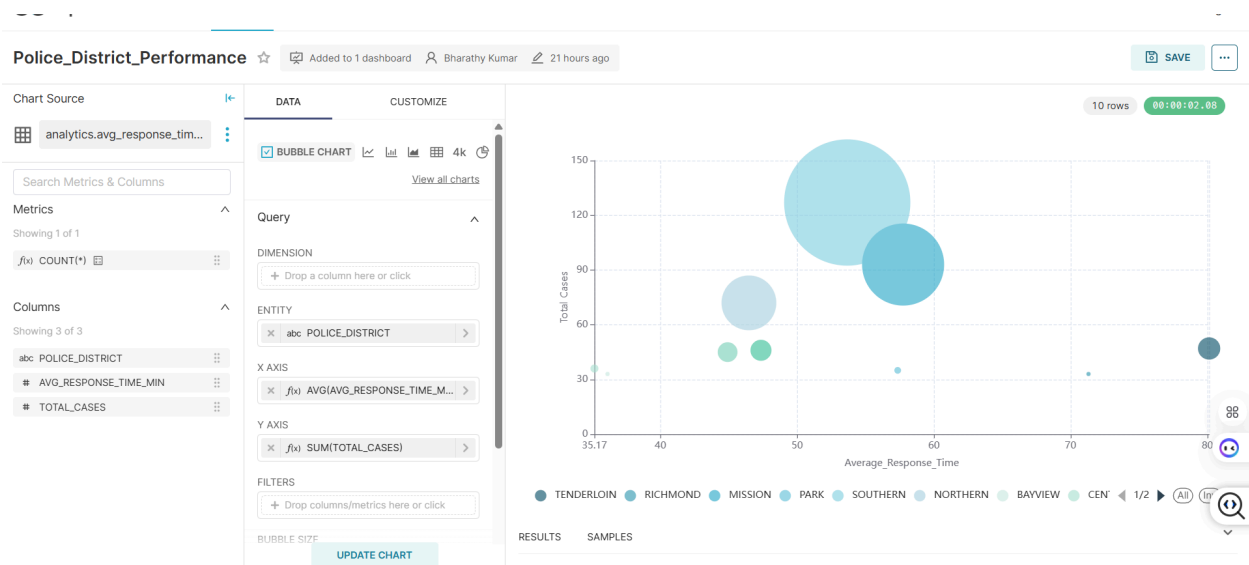 Police_District_Performance ☆ Added to 1 dashboard Bharathy Kumar 21 hours ago SAVE ...
Chart Source
analytics.avg_response_tim...
Search Metrics & Columns
Metrics
Showing 1 of 1
f(x) COUNT(*)
Columns
Showing 3 of 3
abc POLICE_DISTRICT
# AVG_RESPONSE_TIME_MIN
# TOTAL_CASES
DATA CUSTOMIZE
BUBBLE CHART 4k
View all charts
Query
DIMENSION
+ Drop a column here or click
ENTITY
× abc POLICE_DISTRICT
X AXIS
× f(x) AVG(AVG_RESPONSE_TIME_M...
Y AXIS
× f(x) SUM(TOTAL_CASES)
FILTERS
+ Drop columns/metrics here or click
BUBBLE SIZE
UPDATE CHART
10 rows 00:00:02.08
150
120
90
60
30
0
Total Cases
35.17 40 50 60 70 80
Average_Response_Time
TENDERLOIN RICHMOND MISSION PARK SOUTHERN NORTHERN BAYVIEW CEN 1/2 All
RESULTS SAMPLES